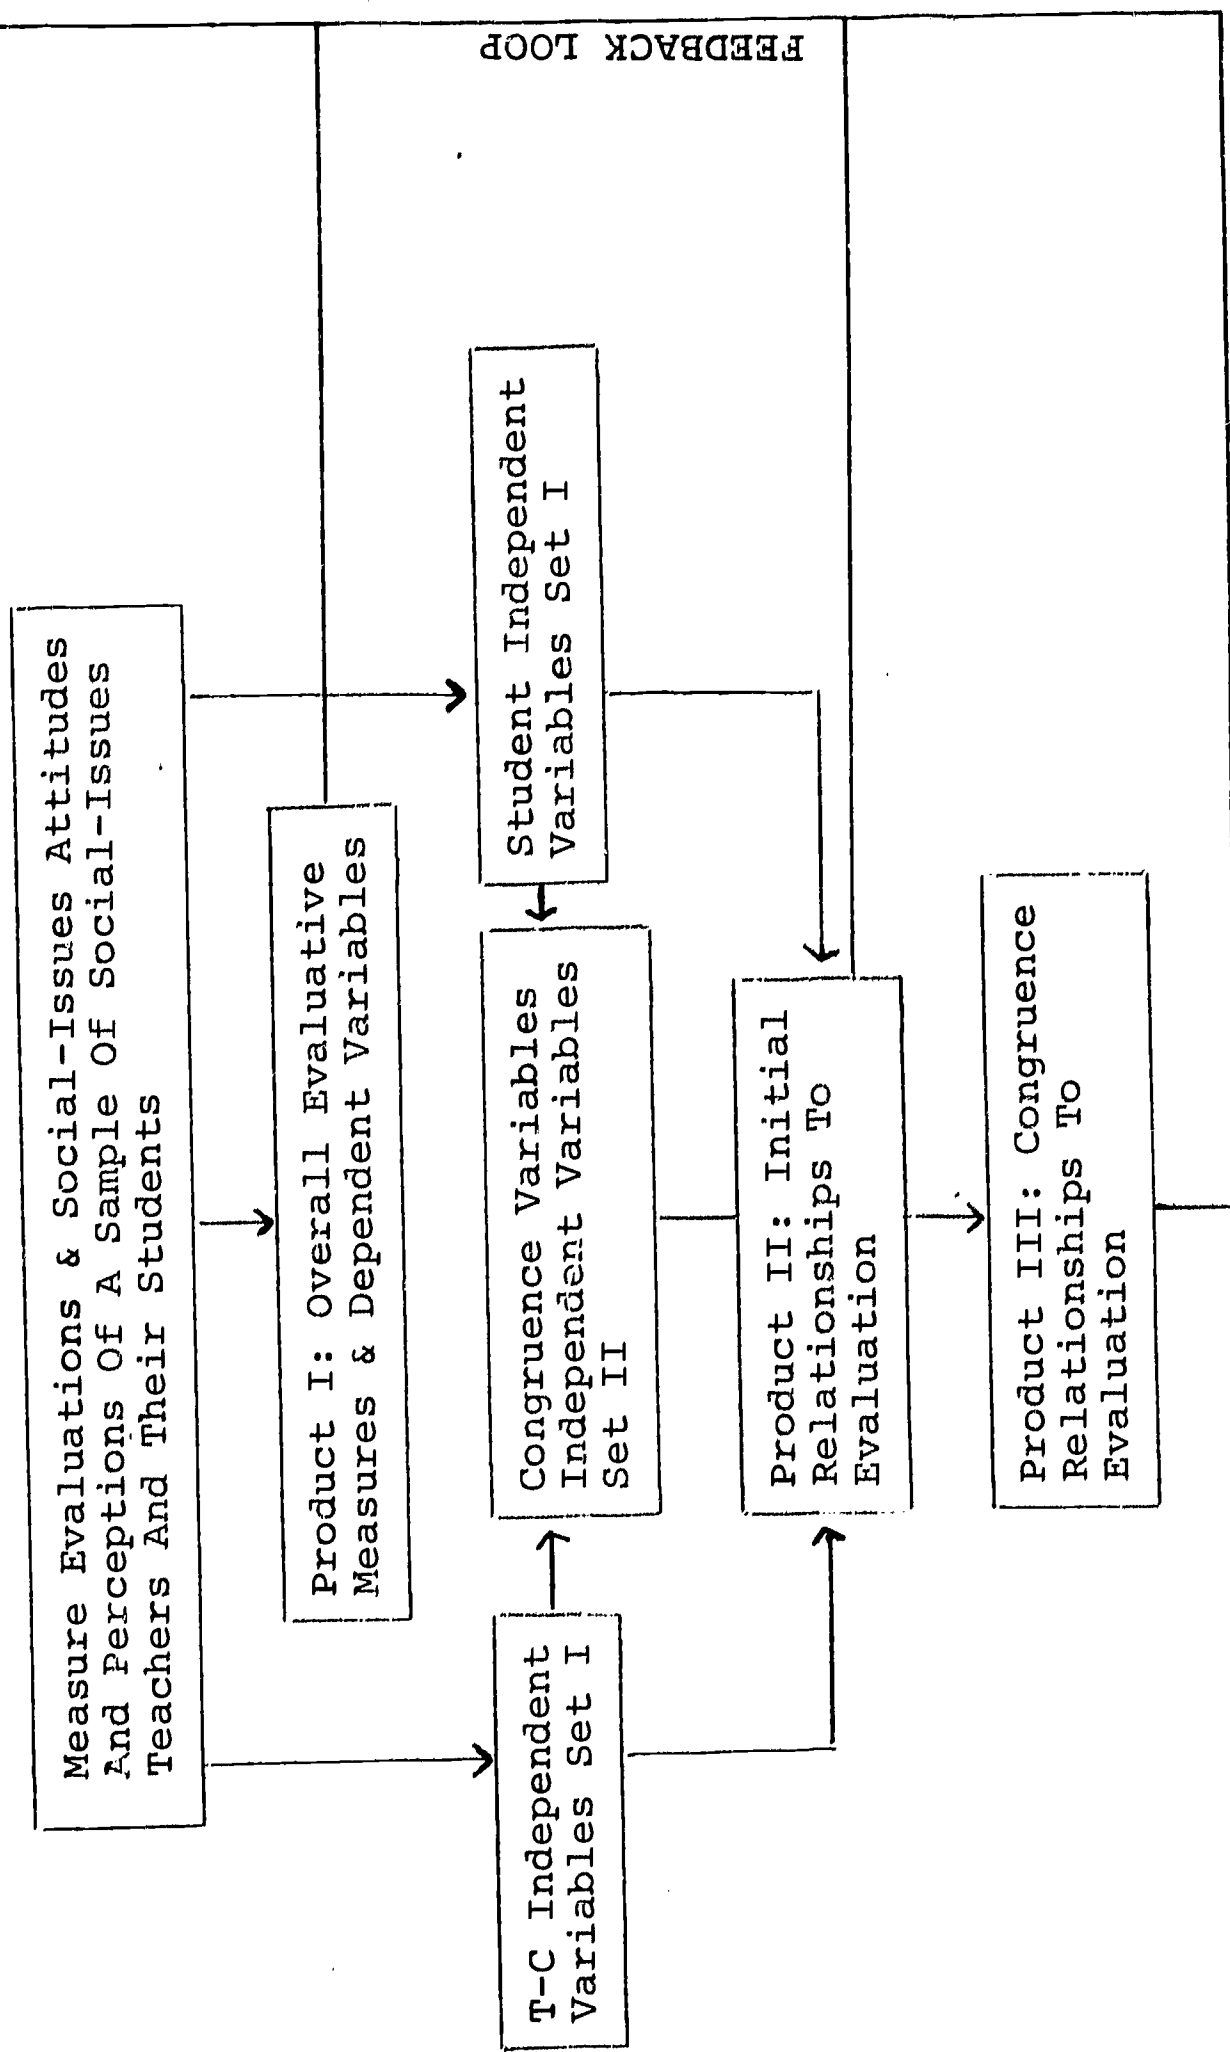 Measure Evaluations & Social-Issues Attitudes
And Perceptions Of A Sample Of Social-Issues
Teachers And Their Students
Product I: Overall Evaluative
Measures & Dependent Variables
T-C Independent
Variables Set I
Congruence Variables
Independent Variables
Set II
Student Independent
Variables Set I
Product II: Initial
Relationships To
Evaluation
Product III: Congruence
Relationships To
Evaluation
FEEDBACK LOOP